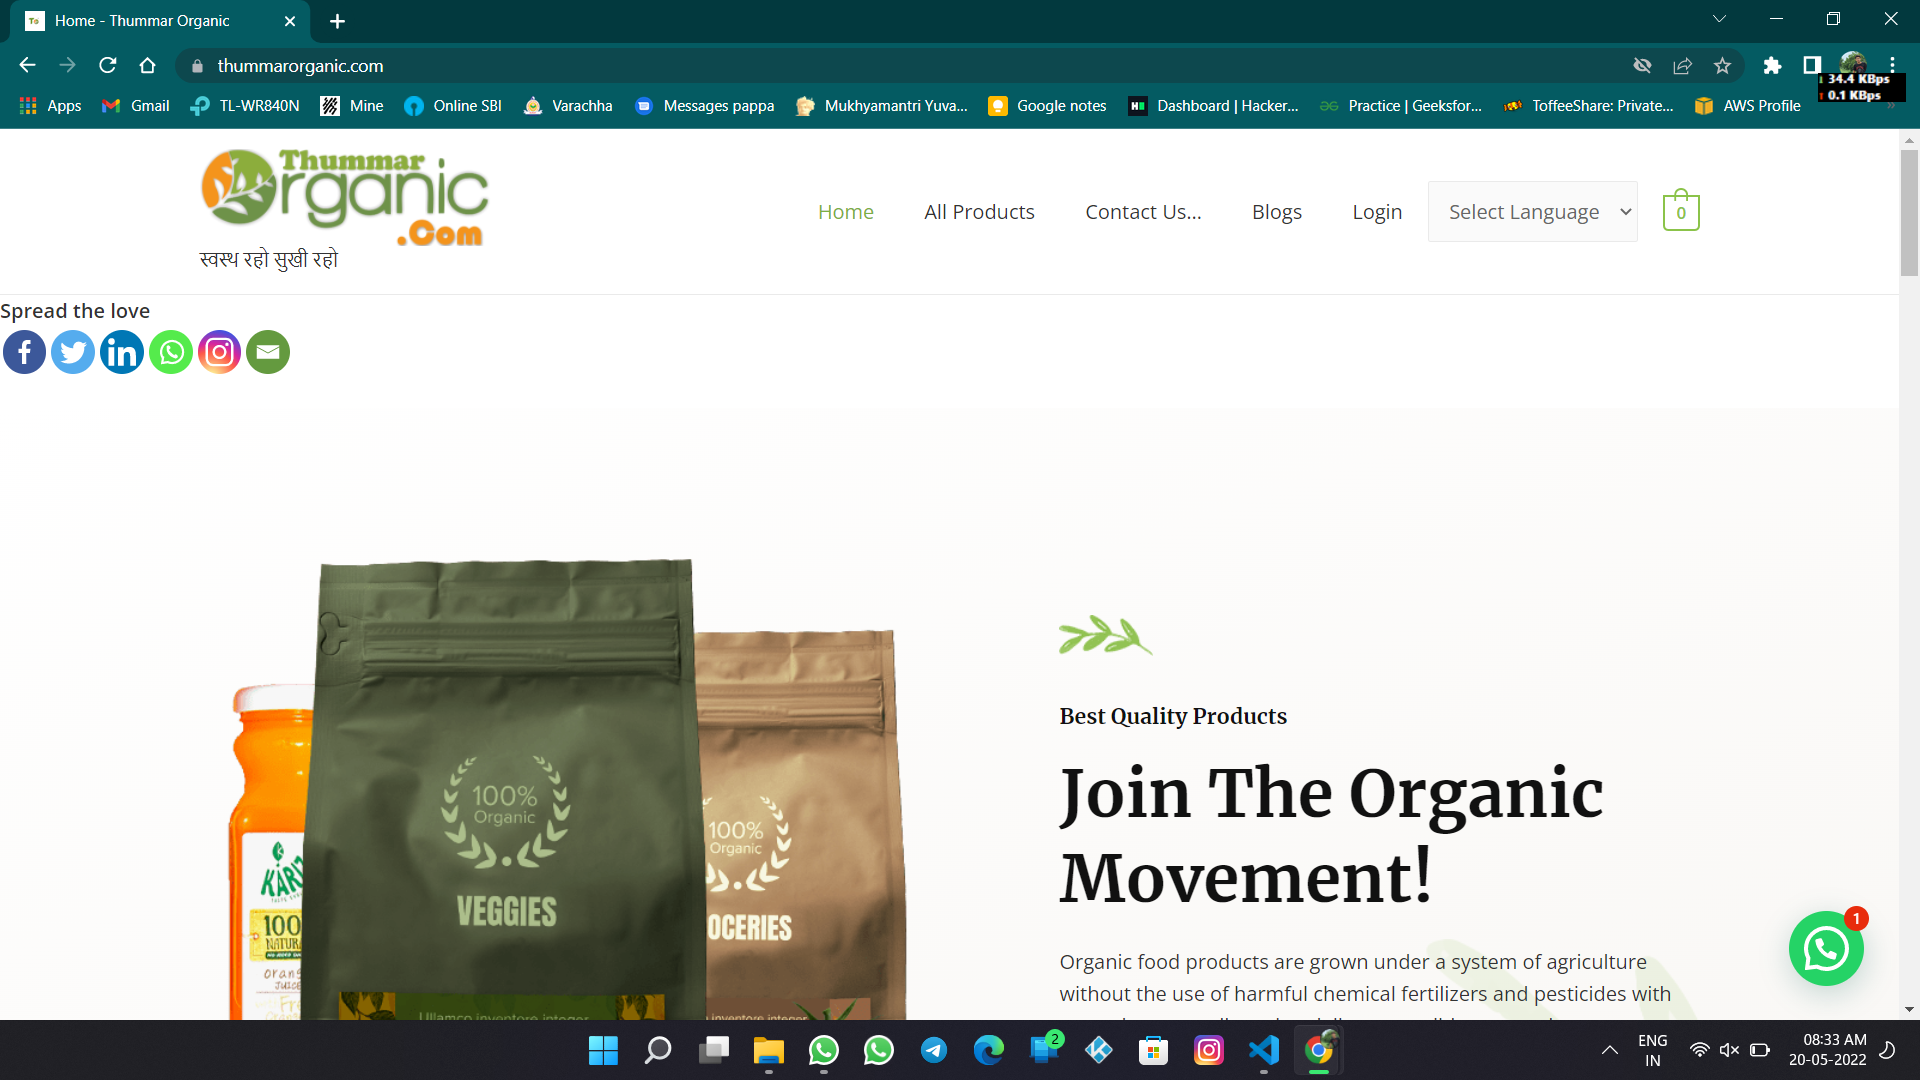 Home - Thummar Organic
thummarorganic.com
34.4 KBps
0.1 KBps
Apps Gmail TL-WR840N Mine Online SBI Varachha Messages pappa Mukhyamantri Yuva... Google notes Dashboard | Hacker... Practice | Geeksfor... ToffeeShare: Private... AWS Profile »
Thummar
Organic
.Com
स्वस्थ रहो सुखी रहो
Home All Products Contact Us... Blogs Login Select Language 0
Spread the love
100%
Organic
VEGGIES
100%
Organic
OCERIES
100
NATURA
Oran
JUICE
Fre
Best Quality Products
Join The Organic
Movement!
Organic food products are grown under a system of agriculture
without the use of harmful chemical fertilizers and pesticides with
1
2
ENG
IN
08:33 AM
20-05-2022